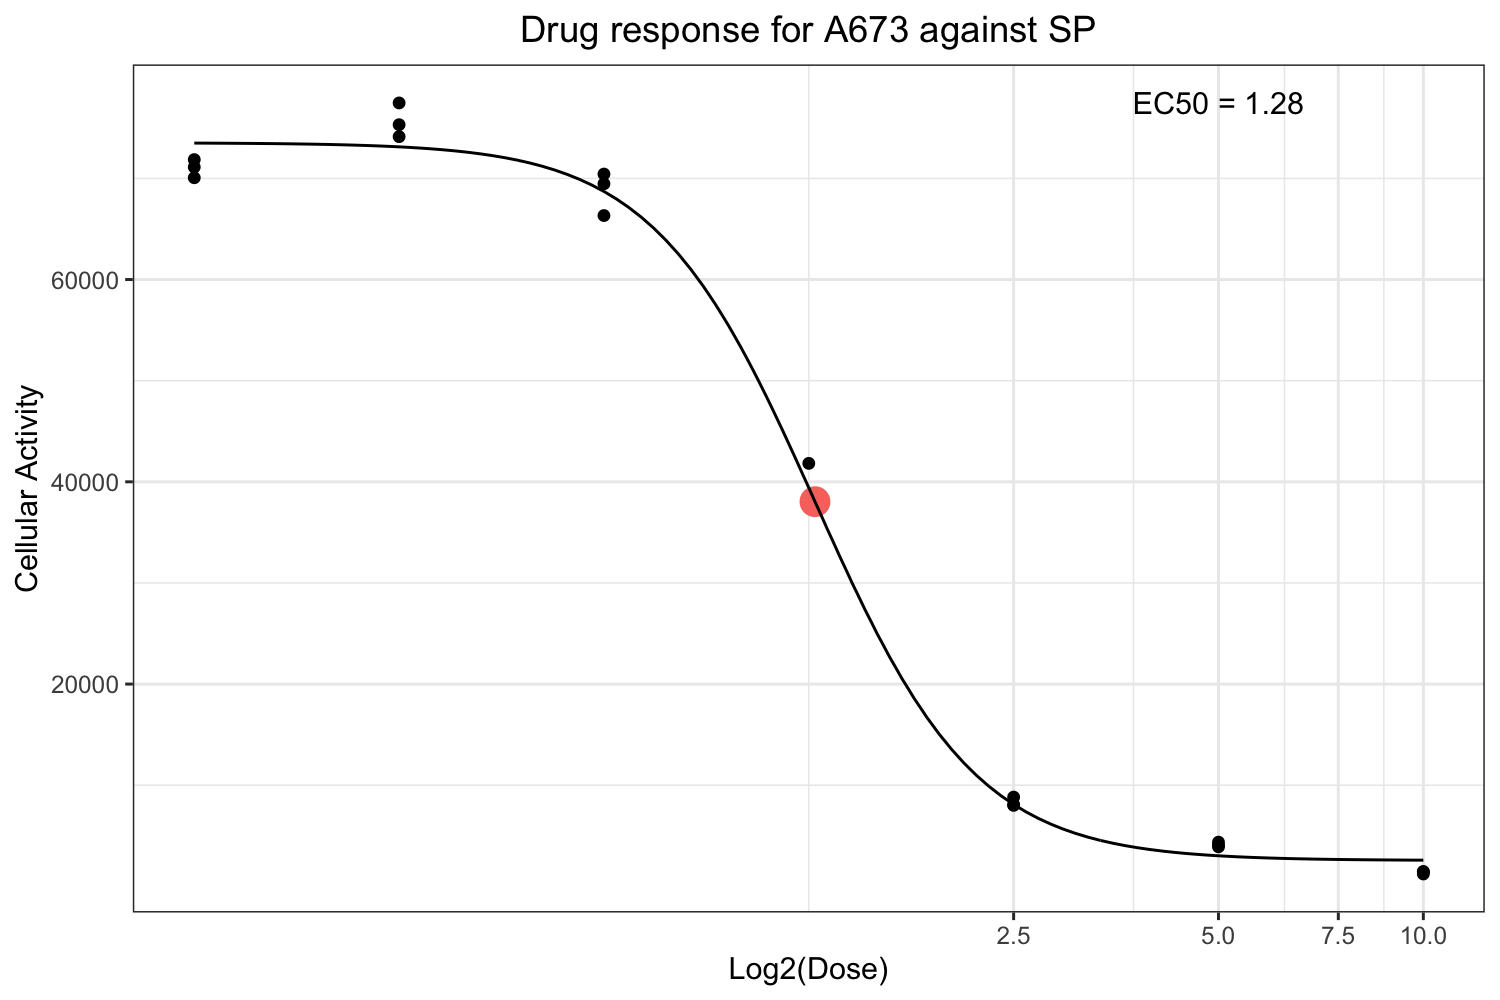 Drug response for A673 against SP
EC50 = 1.28
60000
40000
20000
Cellular Activity
2.5 5.0 7.5 10.0
Log2(Dose)